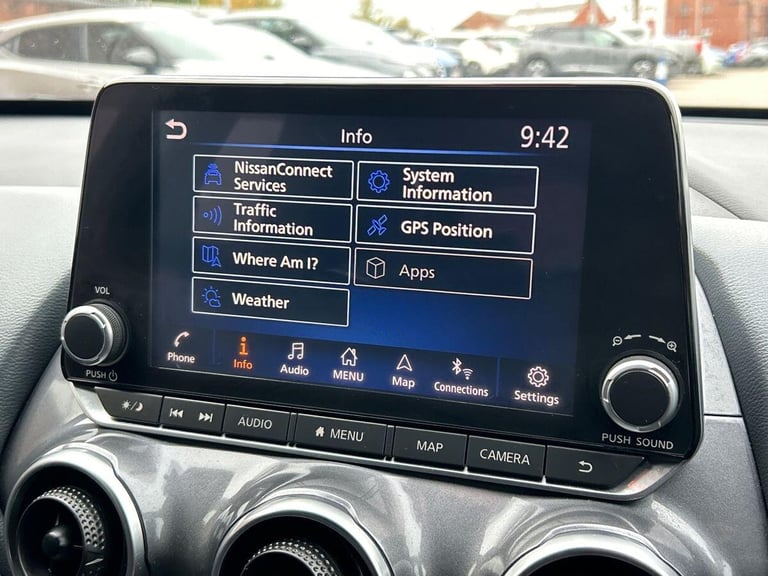 Info
9:42
NissanConnect
Services
System
Information
Traffic
Information
GPS Position
Where Am I?
Apps
Weather
VOL
PUSH
Phone
Info
Audio
MENU
Map
Connections
Settings
PUSH SOUND
AUDIO
MENU
MAP
CAMERA